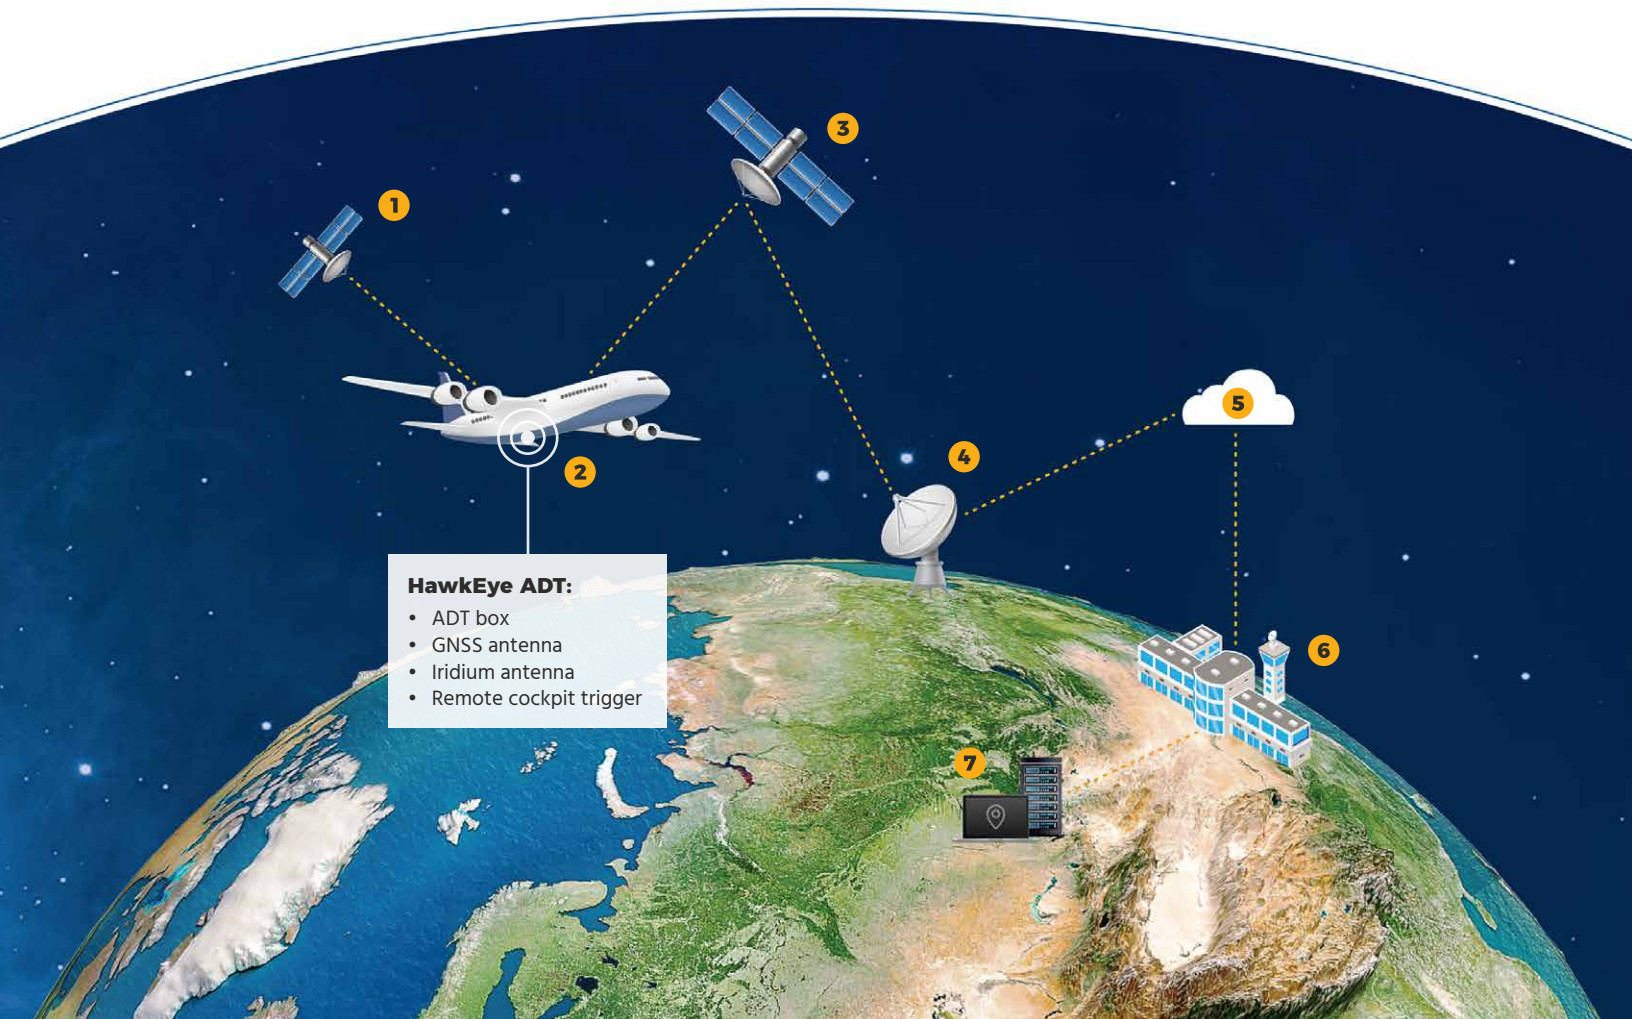 3
1
5
4
2
HawkEye ADT:
• ADT box
• GNSS antenna
• Iridium antenna
• Remote cockpit trigger
6
7